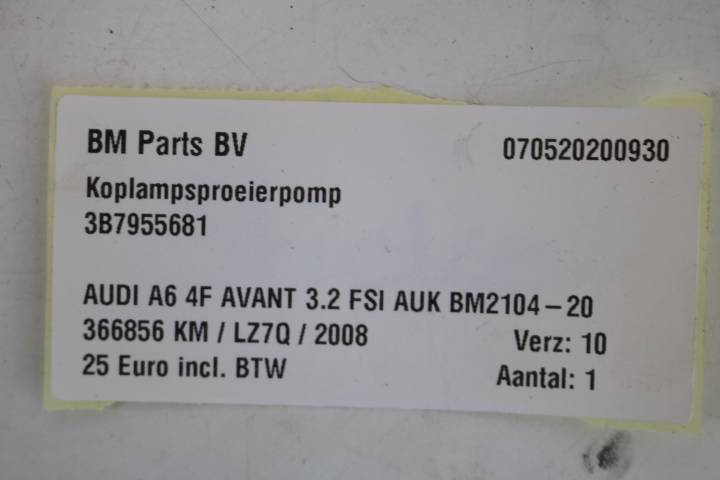 BM Parts BV 070520200930
Koplampsproeierpomp
3B7955681
AUDI A6 4F AVANT 3.2 FSI AUK BM2104-20
366856 KM / LZ7Q / 2008 Verz: 10
25 Euro incl. BTW Aantal: 1